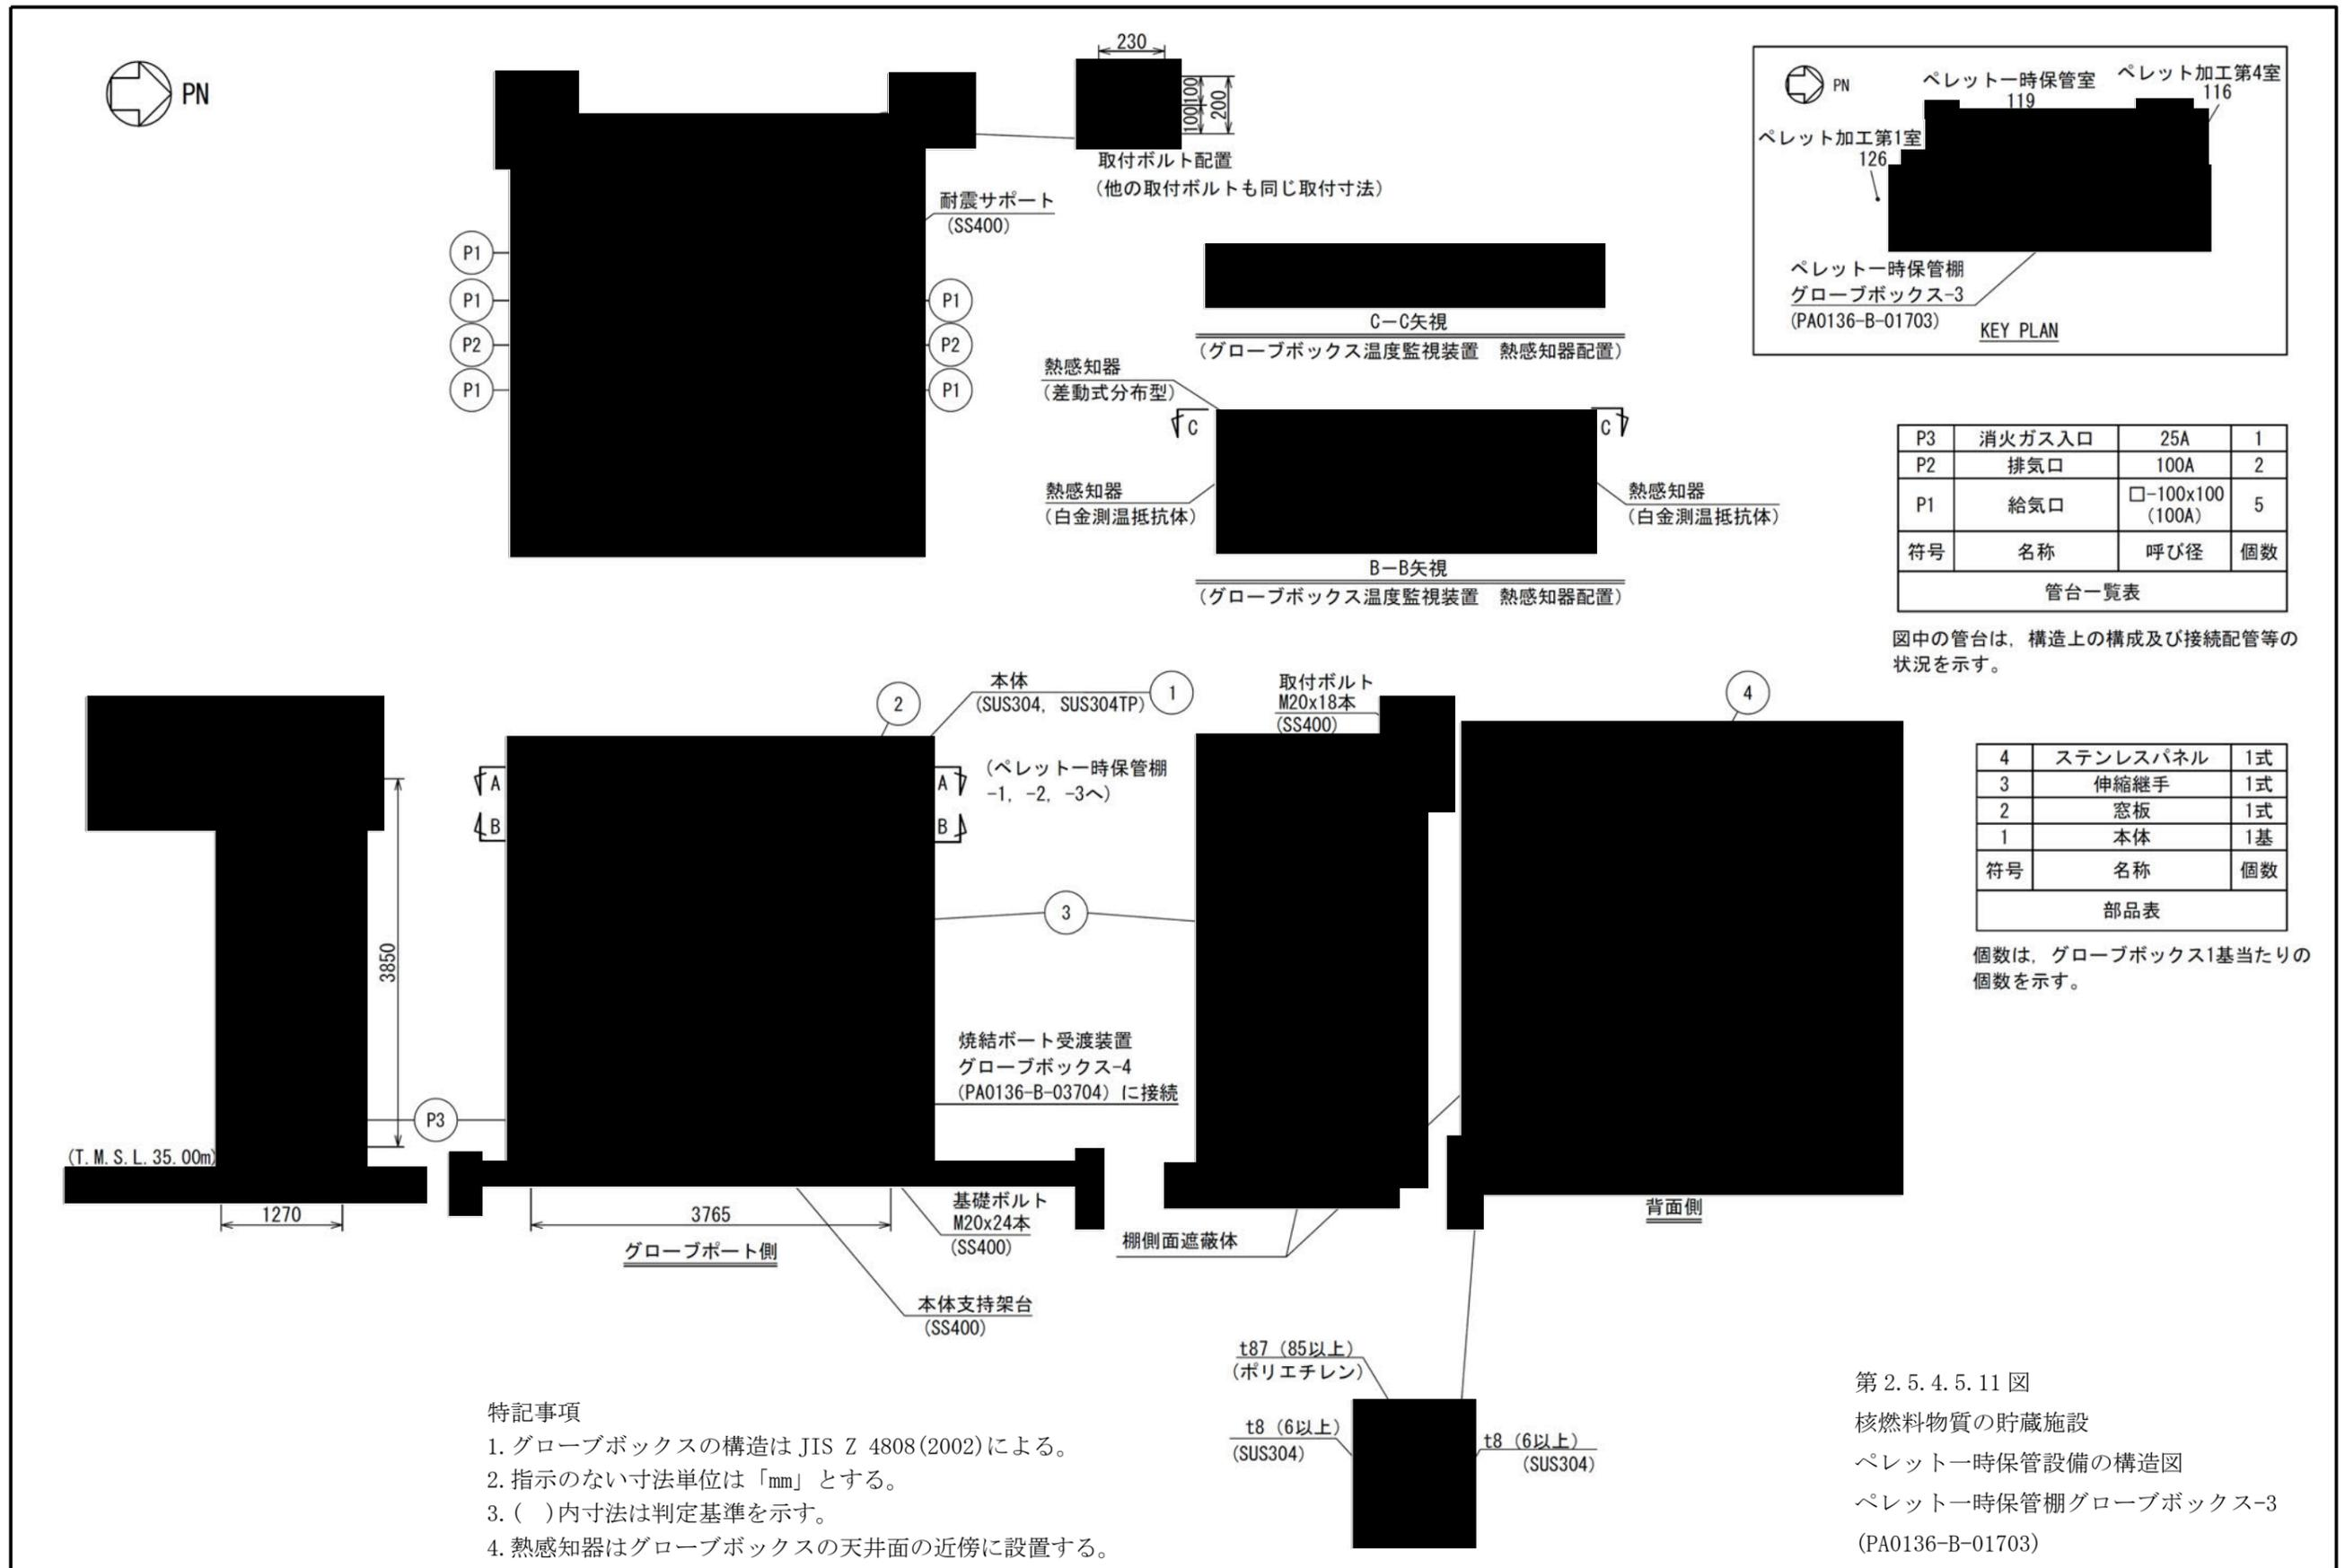 PN
230
100
100
200
取付ボルト配置
(他の取付ボルトも同じ取付寸法)
耐震サポート
(SS400)
P1
P1
P2
P1
P1
P2
P1
C-C矢視
(グローブボックス温度監視装置 熱感知器配置)
熱感知器
(差動式分布型)
C
C
熱感知器
(白金測温抵抗体)
熱感知器
(白金測温抵抗体)
B-B矢視
(グローブボックス温度監視装置 熱感知器配置)
PN
ペレット一時保管室
119
ペレット加工第4室
116
ペレット加工第1室
126
ペレット一時保管棚
グローブボックス-3
(PA0136-B-01703)
KEY PLAN
P3 消火ガス入口 25A 1
P2 排気口 100A 2
P1 給気口 □-100x100 5
(100A)
符号 名称 呼び径 個数
管台一覧表
図中の管台は, 構造上の構成及び接続配管等の
状況を示す。
3850
(T.M.S.L.35.00m)
1270
P3
2
本体
(SUS304, SUS304TP)
1
A
A
B
B
(ペレット一時保管棚
-1, -2, -3へ)
3
焼結ボート受渡装置
グローブボックス-4
(PA0136-B-03704)に接続
3765
グローブポート側
基礎ボルト
M20x24本
(SS400)
本体支持架台
(SS400)
取付ボルト
M20x18本
(SS400)
棚側面遮蔽体
4
背面側
4 ステンレスパネル 1式
3 伸縮継手 1式
2 窓板 1式
1 本体 1基
符号 名称 個数
部品表
個数は, グローブボックス1基当たりの
個数を示す。
t87 (85以上)
(ポリエチレン)
t8 (6以上)
(SUS304)
t8 (6以上)
(SUS304)
特記事項
1.グローブボックスの構造は JIS Z 4808(2002)による。
2.指示のない寸法単位は「mm」とする。
3.( )内寸法は判定基準を示す。
4.熱感知器はグローブボックスの天井面の近傍に設置する。
第 2.5.4.5.11 図
核燃料物質の貯蔵施設
ペレット一時保管設備の構造図
ペレット一時保管棚グローブボックス-3
(PA0136-B-01703)